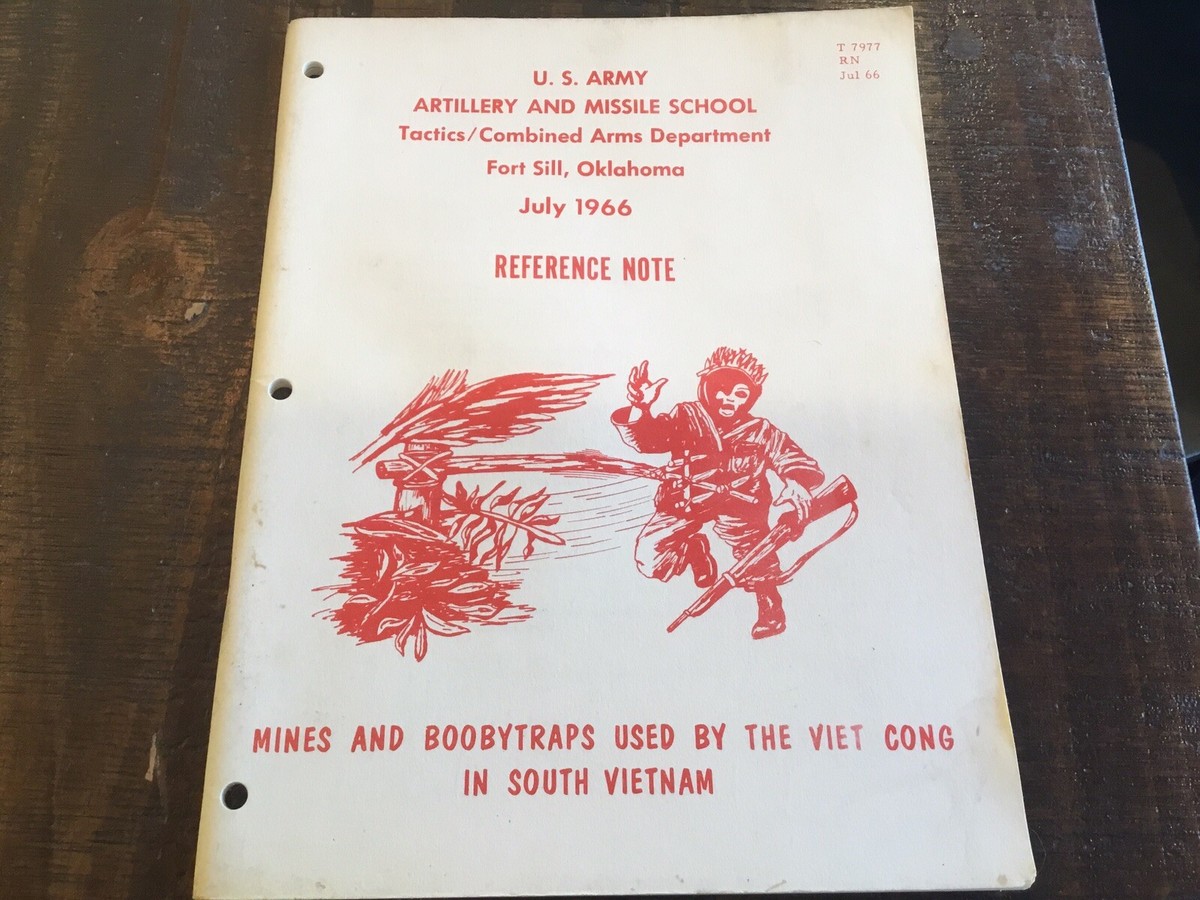 T 7977
RN
Jul 66
U. S. ARMY
ARTILLERY AND MISSILE SCHOOL
Tactics/Combined Arms Department
Fort Sill, Oklahoma
July 1966
REFERENCE NOTE
MINES AND BOOBYTRAPS USED BY THE VIET CONG
IN SOUTH VIETNAM